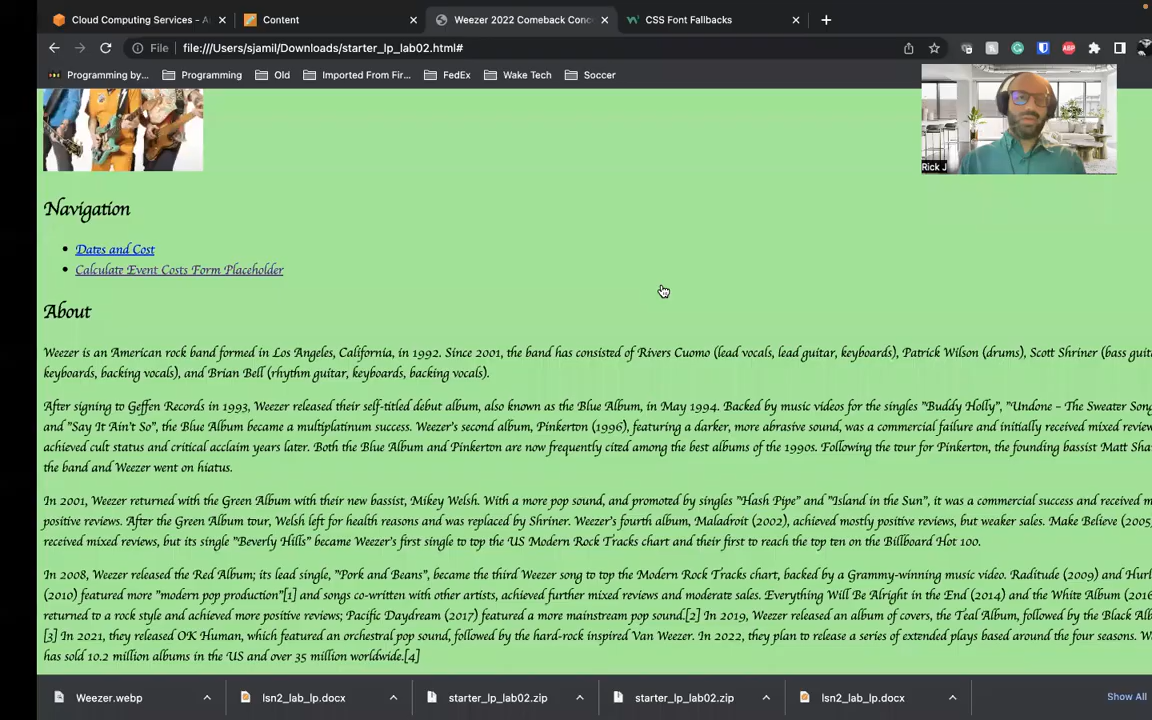 Cloud Computing Services - A
Content
Weezer 2022 Comeback Conc
CSS Font Fallbacks
File
file:///Users/sjamil/Downloads/starter_lp_lab02.html#
ABP
Programming by...
Programming
Old
Imported From Fir...
FedEx
Wake Tech
Soccer
Rick J
Navigation
Dates and Cost
Calculate Event Costs Form Placeholder
About
Weezer is an American rock band formed in Los Angeles, California, in 1992. Since 2001, the band has consisted of Rivers Cuomo (lead vocals, lead guitar, keyboards), Patrick Wilson (drums), Scott Shriner (bass guit
keyboards, backing vocals), and Brian Bell (rhythm guitar, keyboards, backing vocals).
After signing to Geffen Records in 1993, Weezer released their self-titled debut album, also known as the Blue Album, in May 1994. Backed by music videos for the singles "Buddy Holly", "Undone - The Sweater Song
and "Say It Ain't So", the Blue Album became a multiplatinum success. Weezer's second album, Pinkerton (1996), featuring a darker, more abrasive sound, was a commercial failure and initially received mixed review
achieved cult status and critical acclaim years later. Both the Blue Album and Pinkerton are now frequently cited among the best albums of the 1990s. Following the tour for Pinkerton, the founding bassist Matt Sha
the band and Weezer went on hiatus.
In 2001, Weezer returned with the Green Album with their new bassist, Mikey Welsh. With a more pop sound, and promoted by singles "Hash Pipe" and "Island in the Sun", it was a commercial success and received m
positive reviews. After the Green Album tour, Welsh left for health reasons and was replaced by Shriner. Weezer's fourth album, Maladroit (2002), achieved mostly positive reviews, but weaker sales. Make Believe (2005
received mixed reviews, but its single "Beverly Hills" became Weezer's first single to top the US Modern Rock Tracks chart and their first to reach the top ten on the Billboard Hot 100.
In 2008, Weezer released the Red Album; its lead single, "Pork and Beans", became the third Weezer song to top the Modern Rock Tracks chart, backed by a Grammy-winning music video. Raditude (2009) and Hurl
(2010) featured more "modern pop production"[1] and songs co-written with other artists, achieved further mixed reviews and moderate sales. Everything Will Be Alright in the End (2014) and the White Album (2016
returned to a rock style and achieved more positive reviews; Pacific Daydream (2017) featured a more mainstream pop sound.[2] In 2019, Weezer released an album of covers, the Teal Album, followed by the Black Alb
[3] In 2021, they released OK Human, which featured an orchestral pop sound, followed by the hard-rock inspired Van Weezer. In 2022, they plan to release a series of extended plays based around the four seasons. W
has sold 10.2 million albums in the US and over 35 million worldwide.[4]
Weezer.webp
lsn2_lab_lp.docx
starter_lp_lab02.zip
starter_lp_lab02.zip
lsn2_lab_lp.docx
Show All